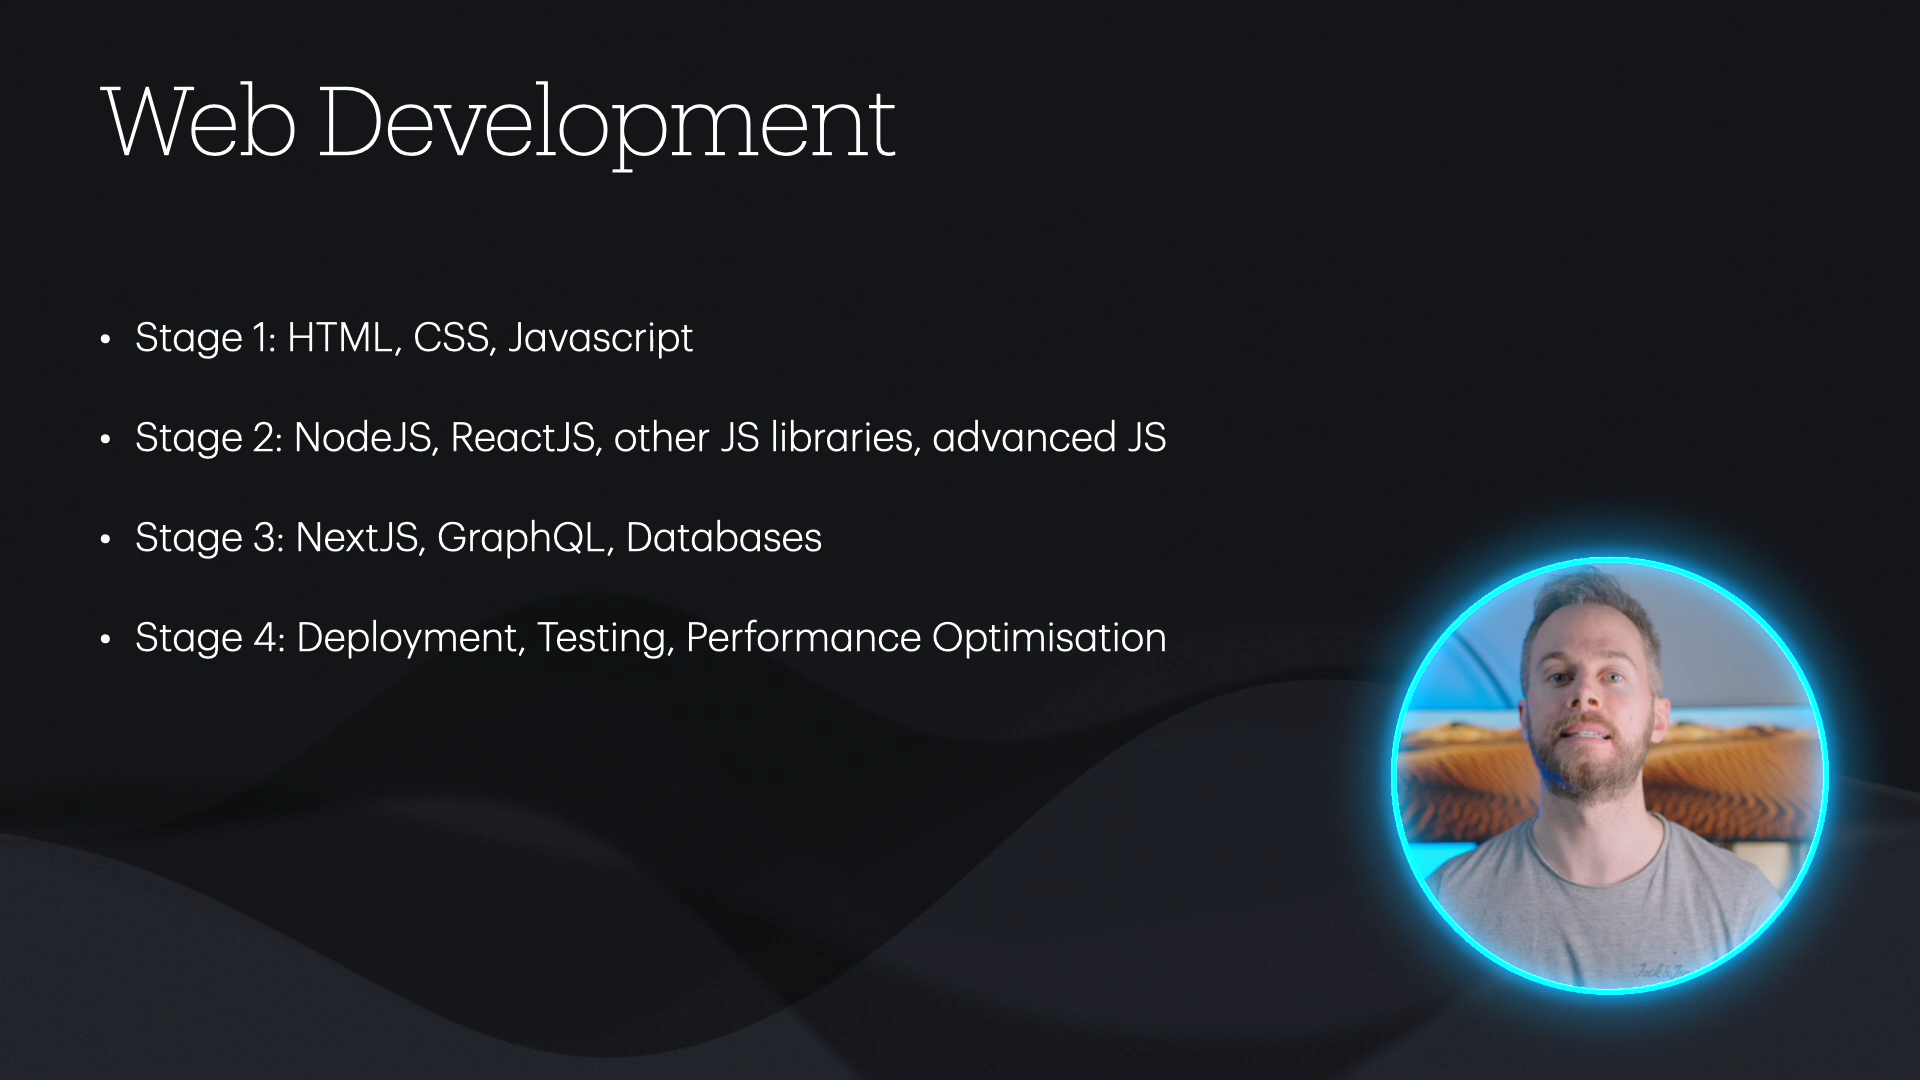 Web Development
• Stage 1: HTML, CSS, Javascript
• Stage 2: NodeJS, ReactJS, other JS libraries, advanced JS
• Stage 3: NextJS, GraphQL, Databases
• Stage 4: Deployment, Testing, Performance Optimisation